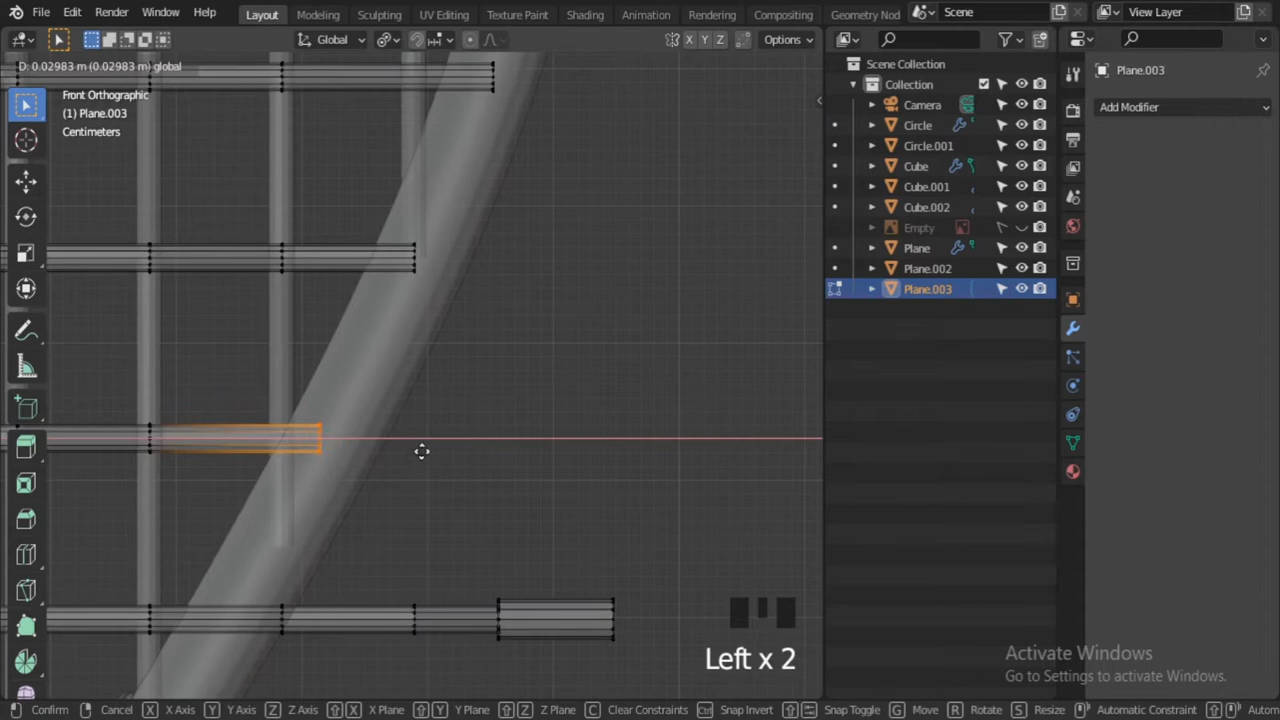 File Edit Render Window Help Layout Modeling Sculpting UV Editing Texture Paint Shading Animation Rendering Compositing Geometry Nod Scene View Layer
Global Options
D: 0.02983 m (0.02983 m) global
Front Orthographic
(1) Plane.003
Centimeters
X Y Z
Scene Collection
Collection
Camera
Circle
Circle.001
Cube
Cube.001
Cube.002
Empty
Plane
Plane.002
Plane.003
Plane.003
Add Modifier
Left x 2
Activate Windows
Go to Settings to activate Windows.
Confirm Cancel X X Axis Y Y Axis Z Z Axis X X Plane Y Y Plane Z Z Plane C Clear Constraints Ctrl Snap Invert Snap Toggle G Move R Rotate S Resize Automatic Constraint Autom